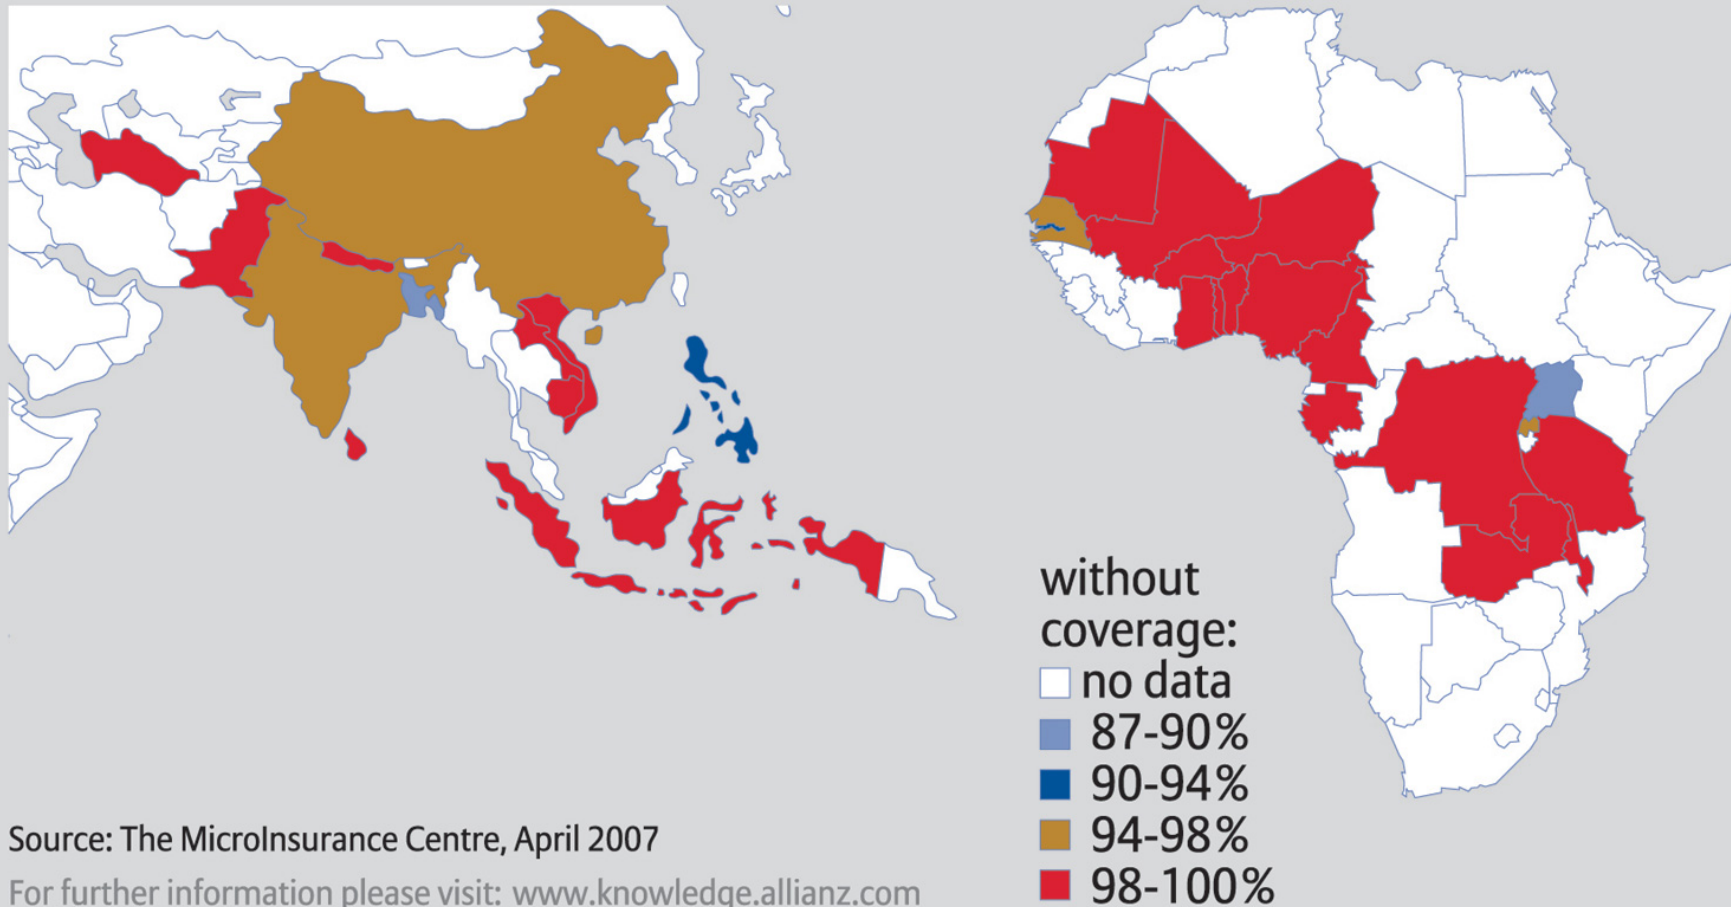 without
coverage:
no data
87-90%
90-94%
94-98%
98-100%
Source: The MicroInsurance Centre, April 2007
For further information please visit: www.knowledge.allianz.com